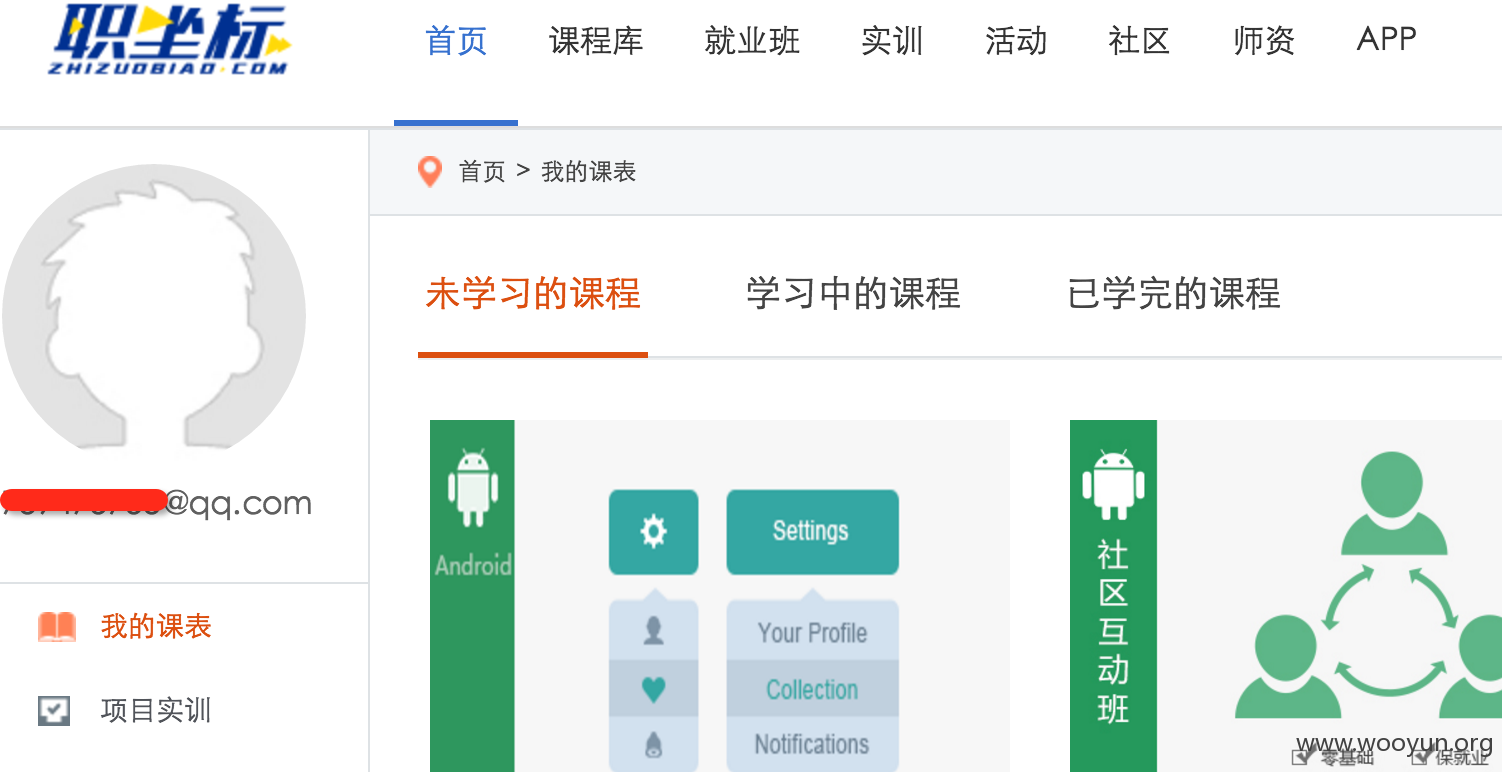 职坐标
ZHIZUOBIAO.COM
首页 课程库 就业班 实训 活动 社区 师资 APP
首页 > 我的课表
未学习的课程 学习中的课程 已学完的课程
@qq.com
我的课表
项目实训
Android
Settings
Your Profile
Collection
Notifications
社区互动班
www.wooyun.org
零基础 保就业